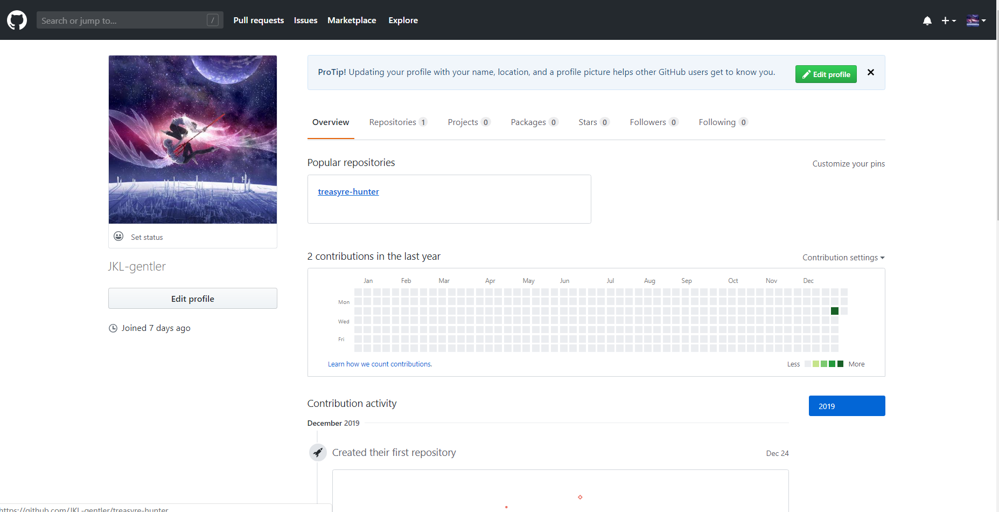 Search or jump to... /
Pull requests Issues Marketplace Explore
ProTip! Updating your profile with your name, location, and a profile picture helps other GitHub users get to know you.
Edit profile
Overview Repositories 1 Projects 0 Packages 0 Stars 0 Followers 0 Following 0
Popular repositories
Customize your pins
treasyre-hunter
Set status
JKL-gentler
Edit profile
Joined 7 days ago
2 contributions in the last year
Contribution settings
Jan Feb Mar Apr May Jun Jul Aug Sep Oct Nov Dec
Mon
Wed
Fri
Learn how we count contributions.
Less More
Contribution activity
2019
December 2019
Created their first repository
Dec 24
https://github.com/JKL-gentler/treasyre-hunter